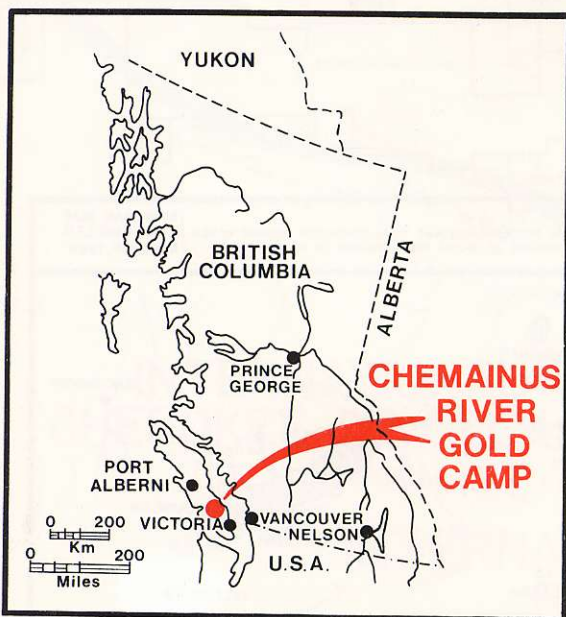 YUKON
BRITISH
COLUMBIA
ALBERTA
PRINCE
GEORGE
CHEMAINUS
RIVER
GOLD
CAMP
PORT
ALBERNI
VICTORIA
VANCOUVER
NELSON
U.S.A.
0 200
Km
0 200
Miles